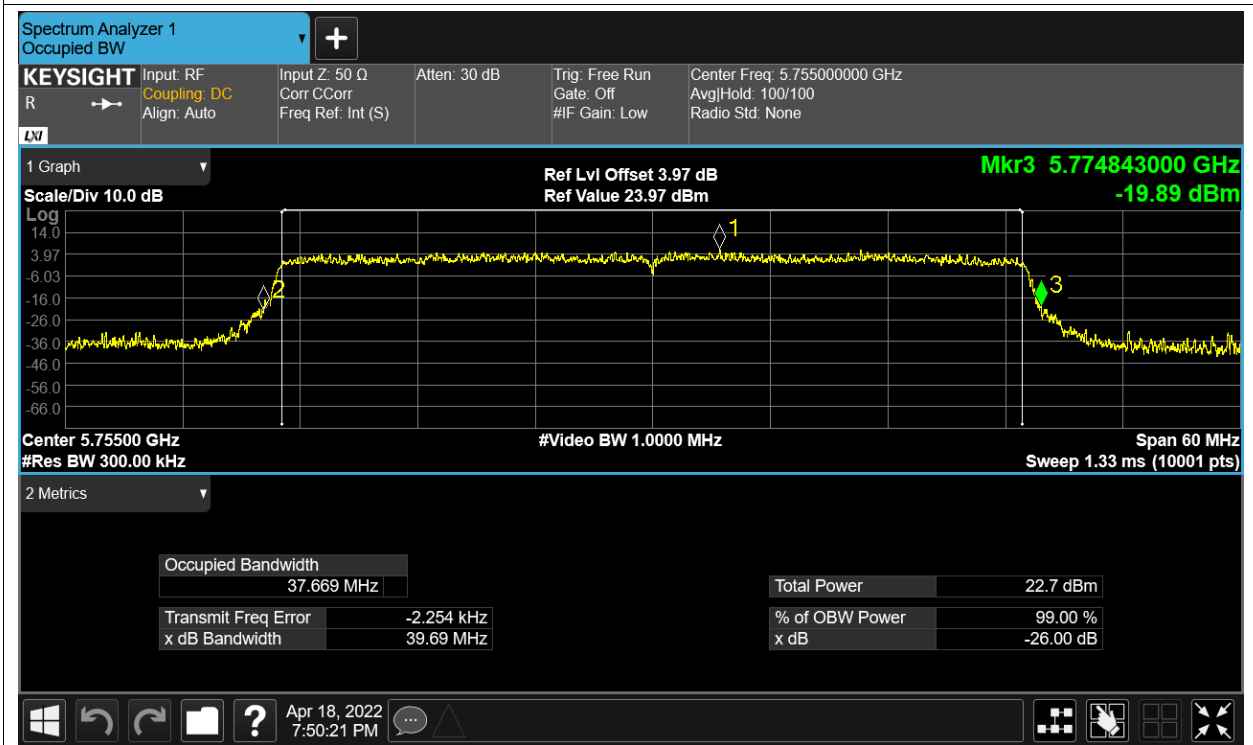 Spectrum Analyzer 1
Occupied BW
KEYSIGHT
R
LXI
Input: RF
Coupling: DC
Align: Auto
Input Z: 50 Ω
Corr CCorr
Freq Ref: Int (S)
Atten: 30 dB
Trig: Free Run
Gate: Off
#IF Gain: Low
Center Freq: 5.755000000 GHz
Avg|Hold: 100/100
Radio Std: None
1 Graph
Scale/Div 10.0 dB
Ref Lvl Offset 3.97 dB
Ref Value 23.97 dBm
Mkr3 5.774843000 GHz
-19.89 dBm
Log
14.0
3.97
-6.03
-16.0
-26.0
-36.0
-46.0
-56.0
-66.0
1
2
3
Center 5.75500 GHz
#Video BW 1.0000 MHz
Span 60 MHz
#Res BW 300.00 kHz
Sweep 1.33 ms (10001 pts)
2 Metrics
Occupied Bandwidth
37.669 MHz
Transmit Freq Error -2.254 kHz
x dB Bandwidth 39.69 MHz
Total Power 22.7 dBm
% of OBW Power 99.00 %
x dB -26.00 dB
?
Apr 18, 2022
7:50:21 PM